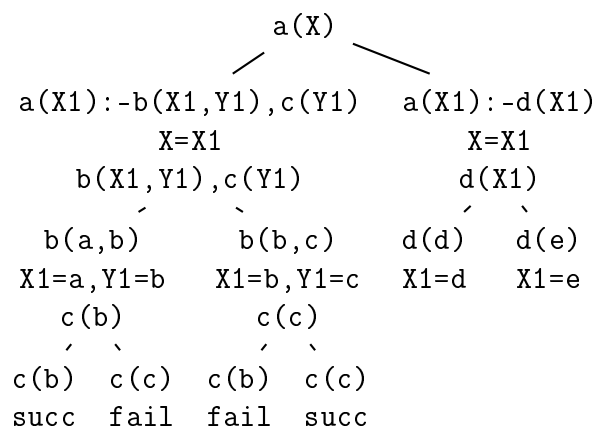 a(X)
a(X1):-b(X1,Y1),c(Y1) a(X1):-d(X1)
X=X1 X=X1
b(X1,Y1),c(Y1) d(X1)
b(a,b) b(b,c) d(d) d(e)
X1=a,Y1=b X1=b,Y1=c X1=d X1=e
c(b) c(c)
c(b) c(c) c(b) c(c)
succ fail fail succ